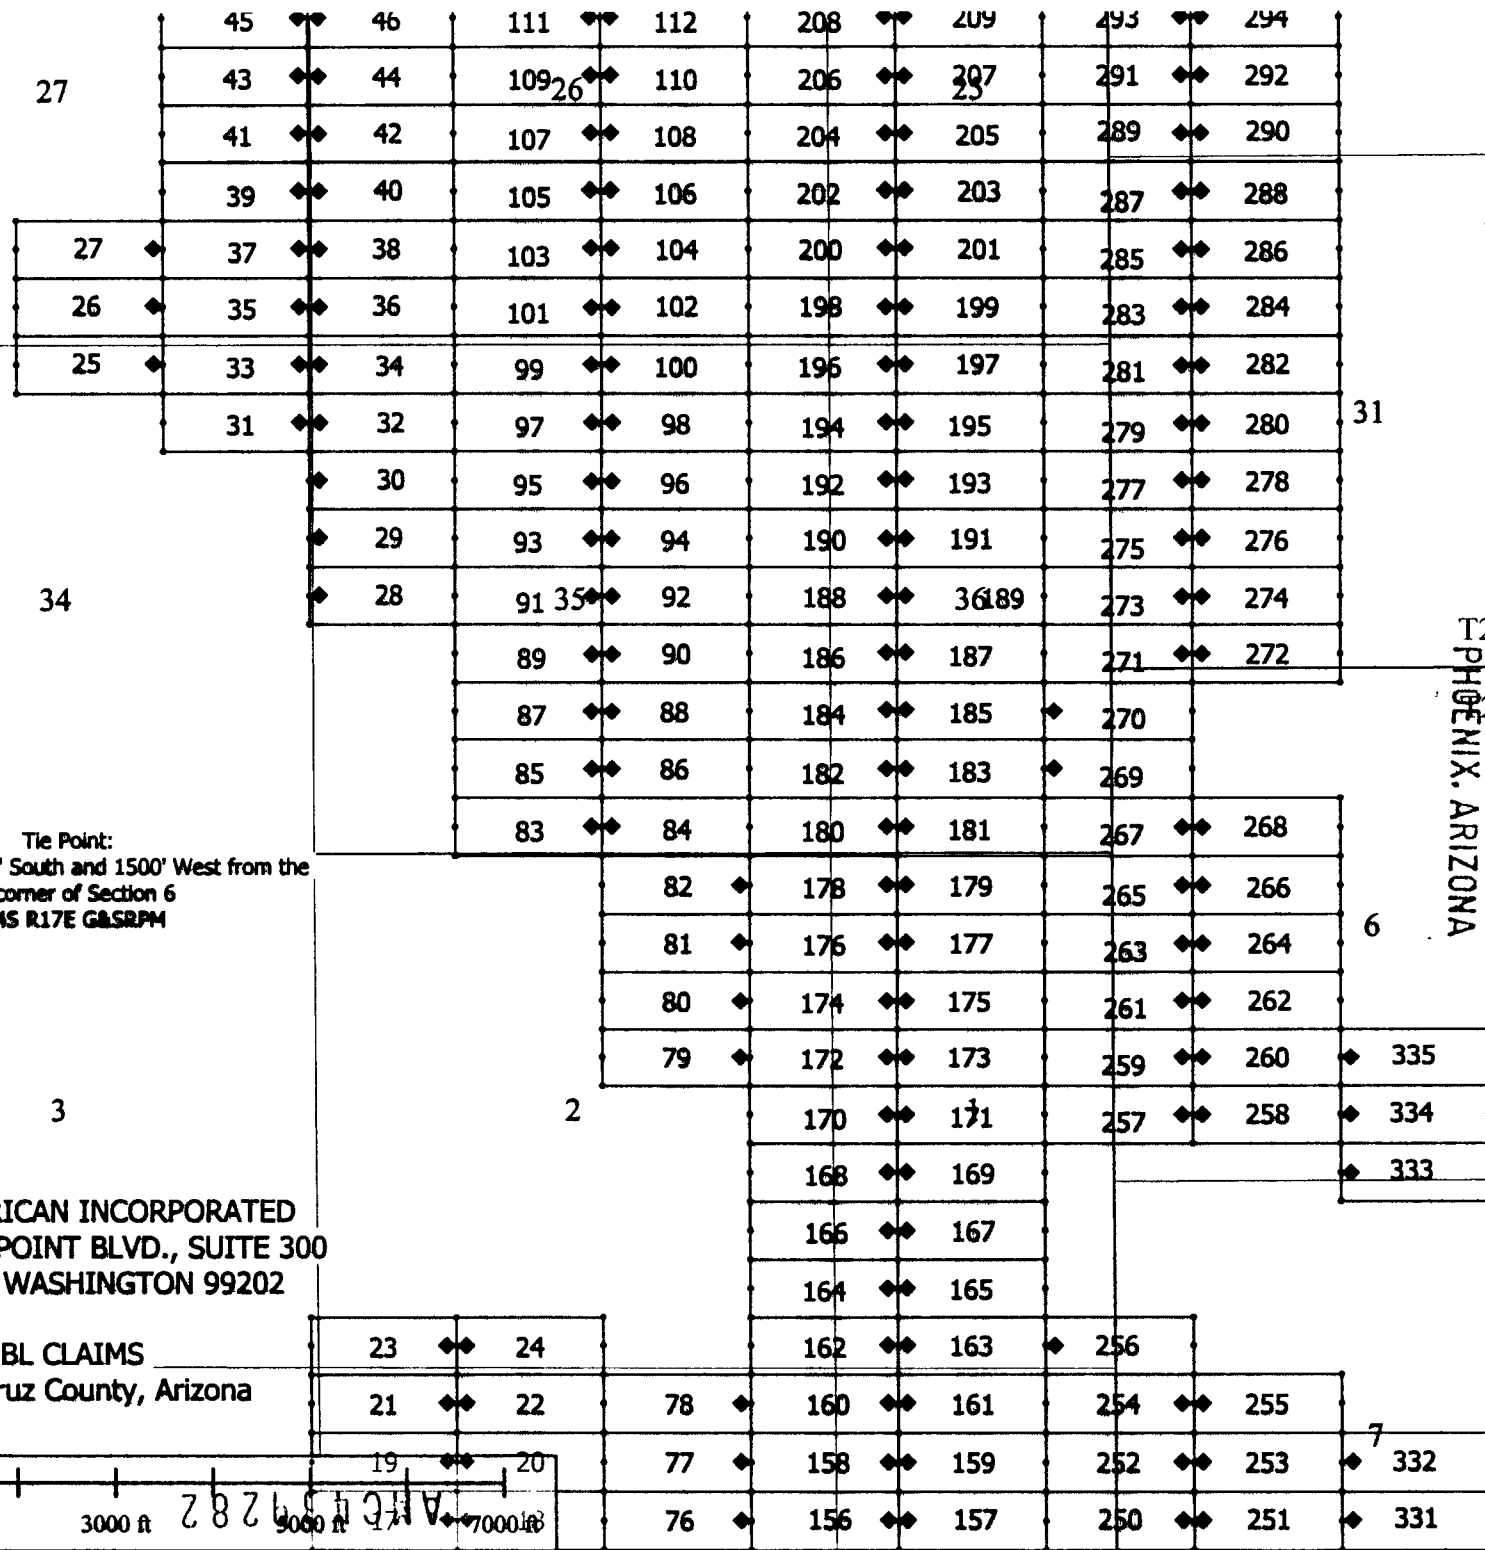 45 46 111 112 208 209 293 294
27 43 44 109 26 110 206 207 25 291 292
41 42 107 108 204 205 289 290
39 40 105 106 202 203 287 288
27 37 38 103 104 200 201 285 286
26 35 36 101 102 198 199 283 284
25 33 34 99 100 196 197 281 282
31 32 97 98 194 195 279 280 31
30 95 96 192 193 277 278
29 93 94 190 191 275 276
34 28 91 35 92 188 36 189 273 274
89 90 186 187 271 272
87 88 184 185 270
85 86 182 183 269
83 84 180 181 267 268
Tie Point:
' South and 1500' West from the
corner of Section 6
R17E G&SRPM
82 178 179 265 266
81 176 177 263 264 6
80 174 175 261 262
79 172 173 259 260 335
3 2 170 171 1 257 258 334
168 169 333
166 167
164 165
23 24 162 163 256
21 22 78 160 161 254 255
19 20 77 158 159 252 253 7 332
17 18 76 156 157 250 251 331
RICAN INCORPORATED
POINT BLVD., SUITE 300
WASHINGTON 99202
BL CLAIMS
ruz County, Arizona
3000 ft 5000 ft 7000 ft
T2
PHOENIX, ARIZONA